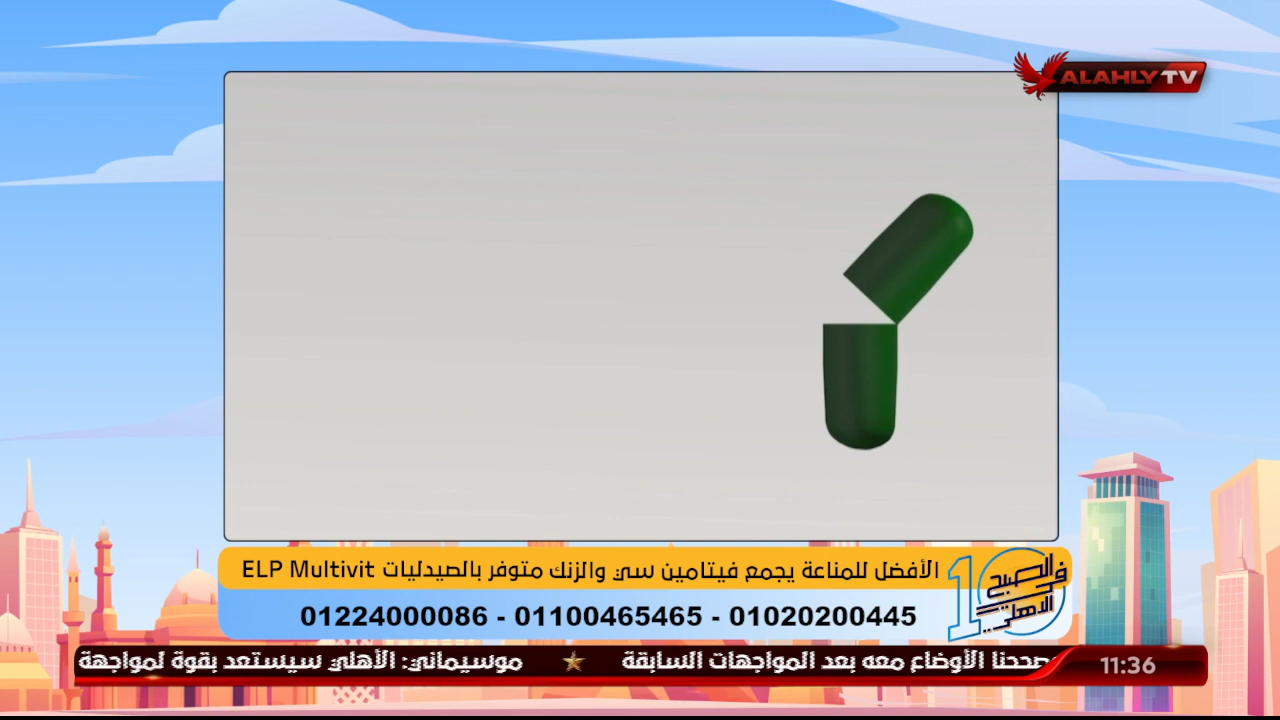 ALAHLY TV
الأفضل للمناعة يجمع فيتامين سي والزنك متوفر بالصيدليات ELP Multivit
01224000086 - 01100465465 - 01020200445
10 الصبح في الاهلي..
صححنا الأوضاع معه بعد المواجهات السابقة ★ موسيماني: الأهلي سيستعد بقوة لمواجهة
11:36